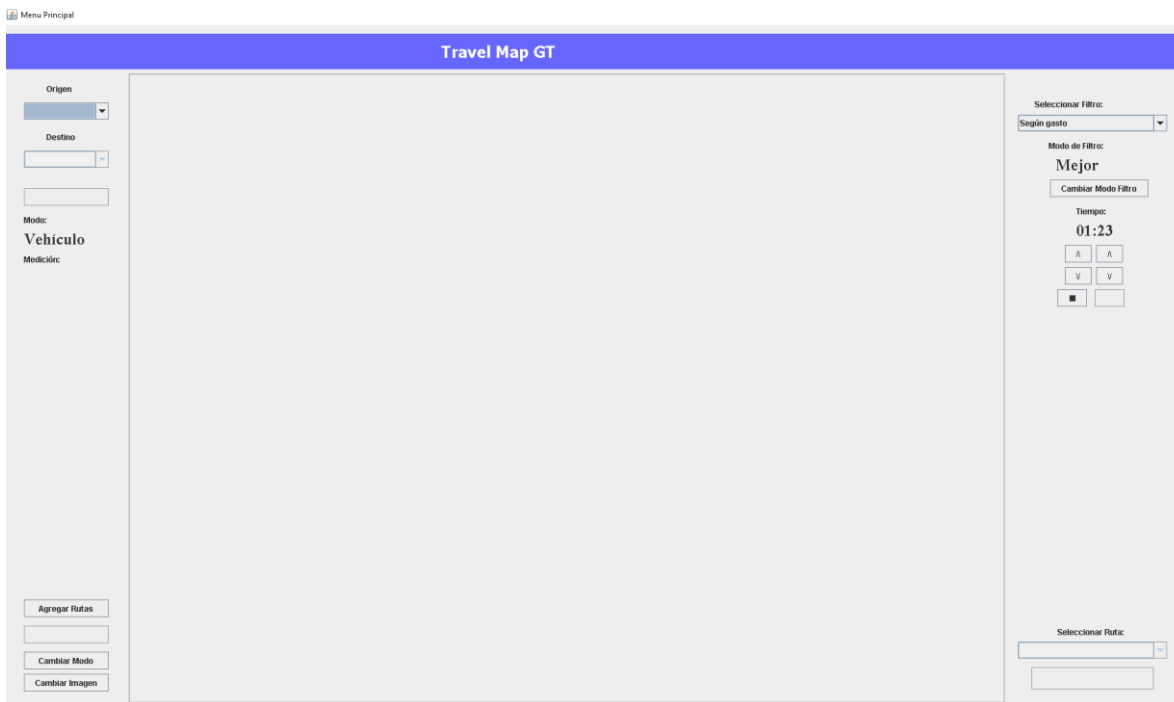 Menu Principal
Travel Map GT
Origen
Destino
Modo:
Vehículo
Medición:
Agregar Rutas
Cambiar Modo
Cambiar Imagen
Seleccionar Filtro:
Según gasto
Modo de Filtro:
Mejor
Cambiar Modo Filtro
Tiempo:
01:23
Seleccionar Ruta: